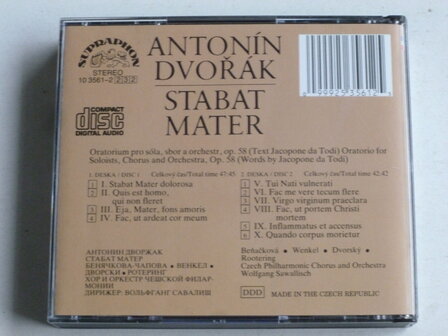 SUPRAPHON
STEREO
10 3561-2 232
COMPACT
disc
DIGITAL AUDIO
ANTONÍN
DVOŘÁK
STABAT
MATER
Oratorium pro sóla, sbor a orchestr, op. 58 (Text Jacopone da Todi) Oratorio for
Soloists, Chorus and Orchestra, Op. 58 (Words by Jacopone da Todi)
1. DESKA / DISC 1 Celkový čas/Total time 47:45
I. Stabat Mater dolorosa
II. Quis est homo,
qui non fleret
III. Eja, Mater, fons amoris
IV. Fac, ut ardeat cor meum
2. DESKA / DISC 2 Celkový čas/Total time 42:42
V. Tui Nati vulnerati
VI. Fac me vere tecum flere
VII. Virgo virginum praeclara
VIII. Fac, ut portem Christi
mortem
IX. Inflammatus et accensus
X. Quando corpus morietur
АНТОНИН ДВОРЖАК
СТАБАТ МАТЕР
БЕНЯЧКОВА-ЧАПОВА • ВЕНКЕЛ •
ДВОРСКИ • РОТЕРИНГ
ХОР И ОРКЕСТР ЧЕШСКОЙ ФИЛАР-
МОНИИ
ДИРИЖЕР: ВОЛЬФГАНГ САВАЛИШ
Beňačková • Wenkel • Dvorský •
Rootering
Czech Philharmonic Chorus and Orchestra
Wolfgang Sawallisch
DDD MADE IN THE CZECH REPUBLIC